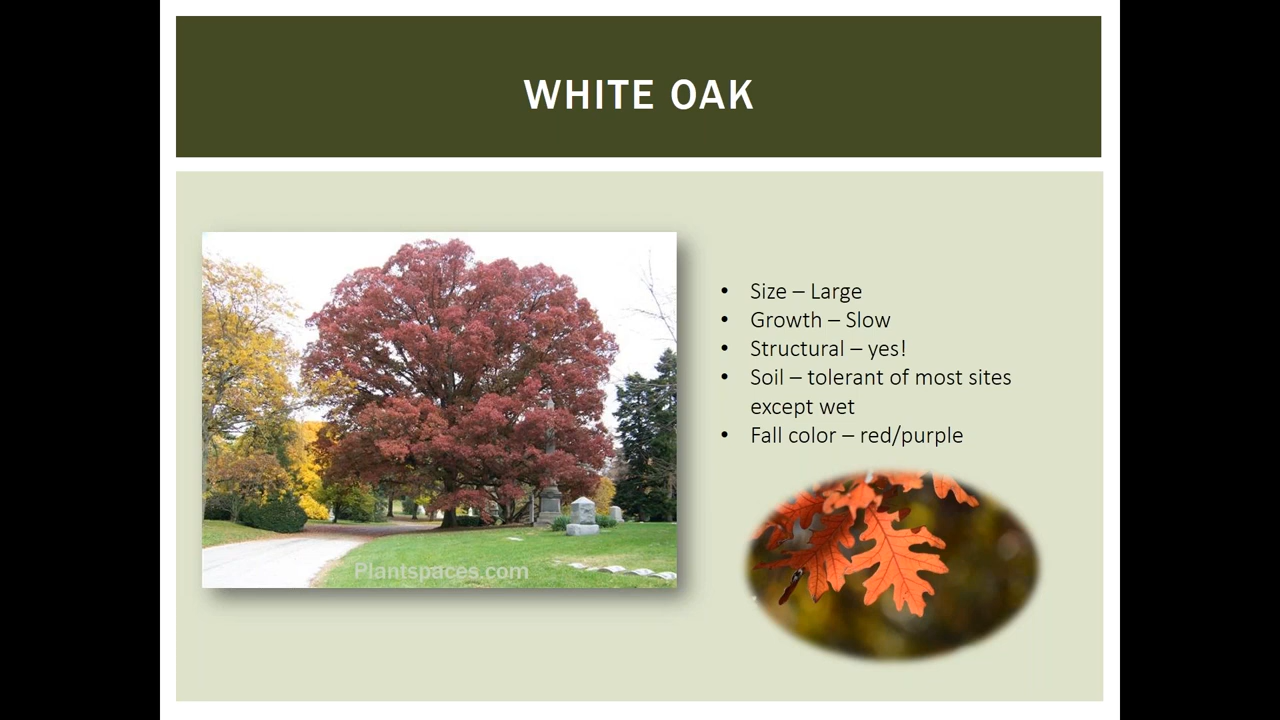 WHITE OAK
• Size – Large
• Growth – Slow
• Structural – yes!
• Soil – tolerant of most sites
except wet
• Fall color – red/purple
Plantspaces.com